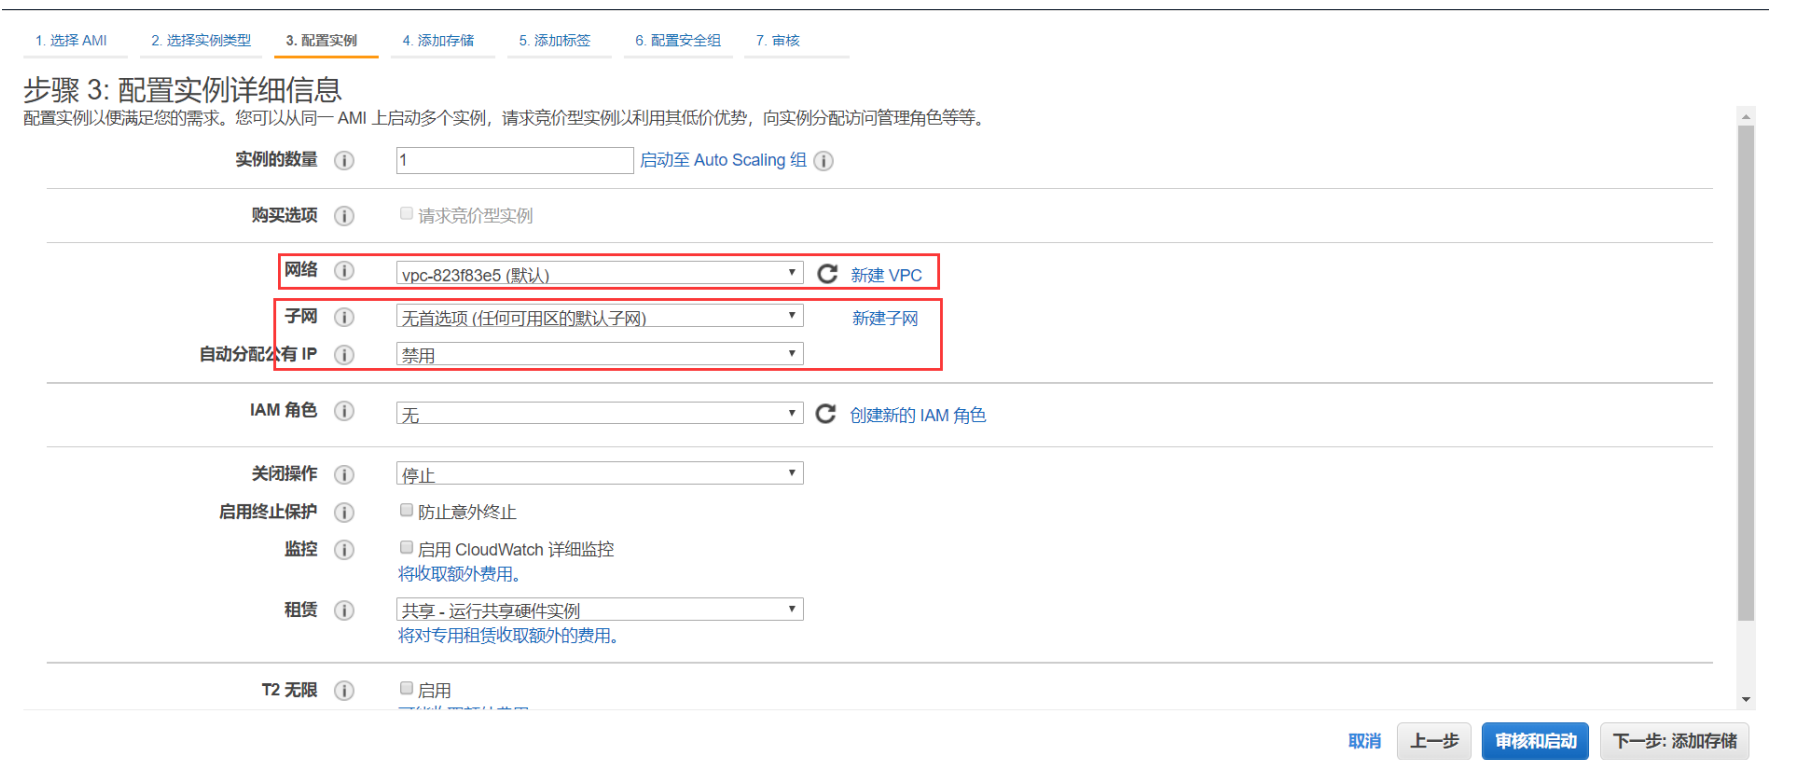 1. 选择 AMI 2. 选择实例类型 3. 配置实例 4. 添加存储 5. 添加标签 6. 配置安全组 7. 审核
步骤 3: 配置实例详细信息
配置实例以便满足您的需求。您可以从同一 AMI 上启动多个实例，请求竞价型实例以利用其低价优势，向实例分配访问管理角色等等。
实例的数量 1 启动至 Auto Scaling 组
购买选项 请求竞价型实例
网络 vpc-823f83e5 (默认) 新建 VPC
子网 无首选项 (任何可用区的默认子网) 新建子网
自动分配公有 IP 禁用
IAM 角色 无 创建新的 IAM 角色
关闭操作 停止
启用终止保护 防止意外终止
监控 启用 CloudWatch 详细监控
将收取额外费用。
租赁 共享 - 运行共享硬件实例
将对专用租赁收取额外的费用。
T2 无限 启用
取消 上一步 审核和启动 下一步: 添加存储